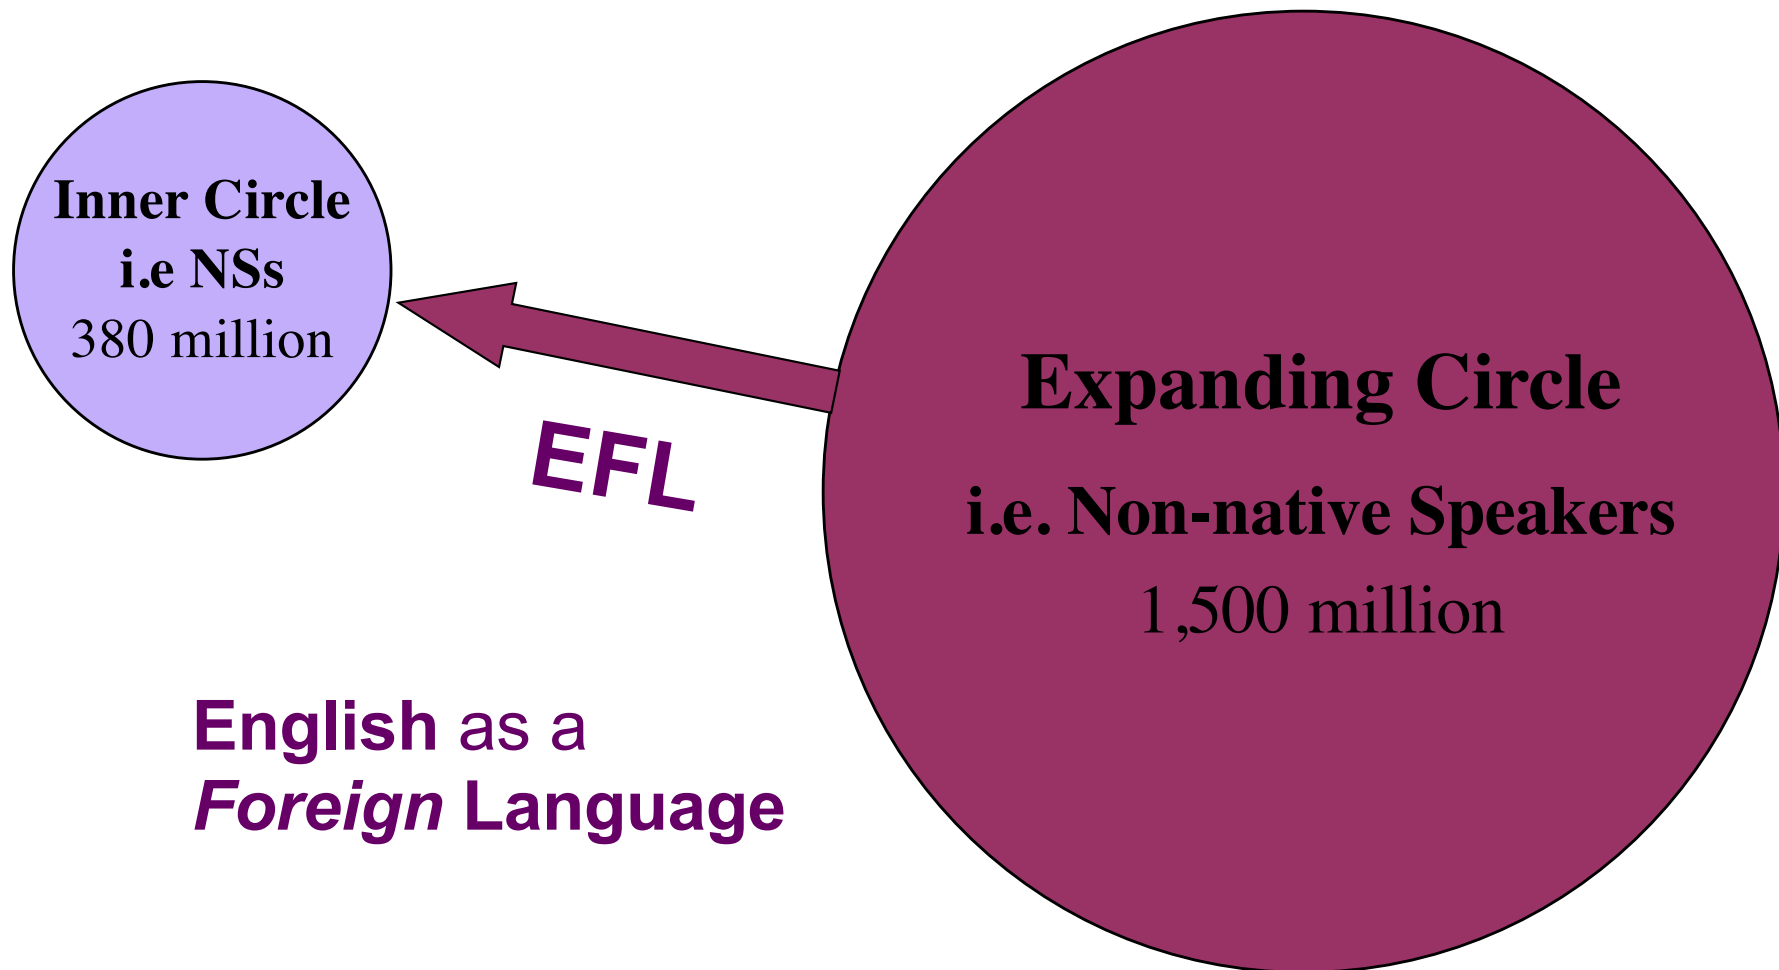 Inner Circle
i.e NSs
380 million
EFL
Expanding Circle
i.e. Non-native Speakers
1,500 million
English as a
Foreign Language